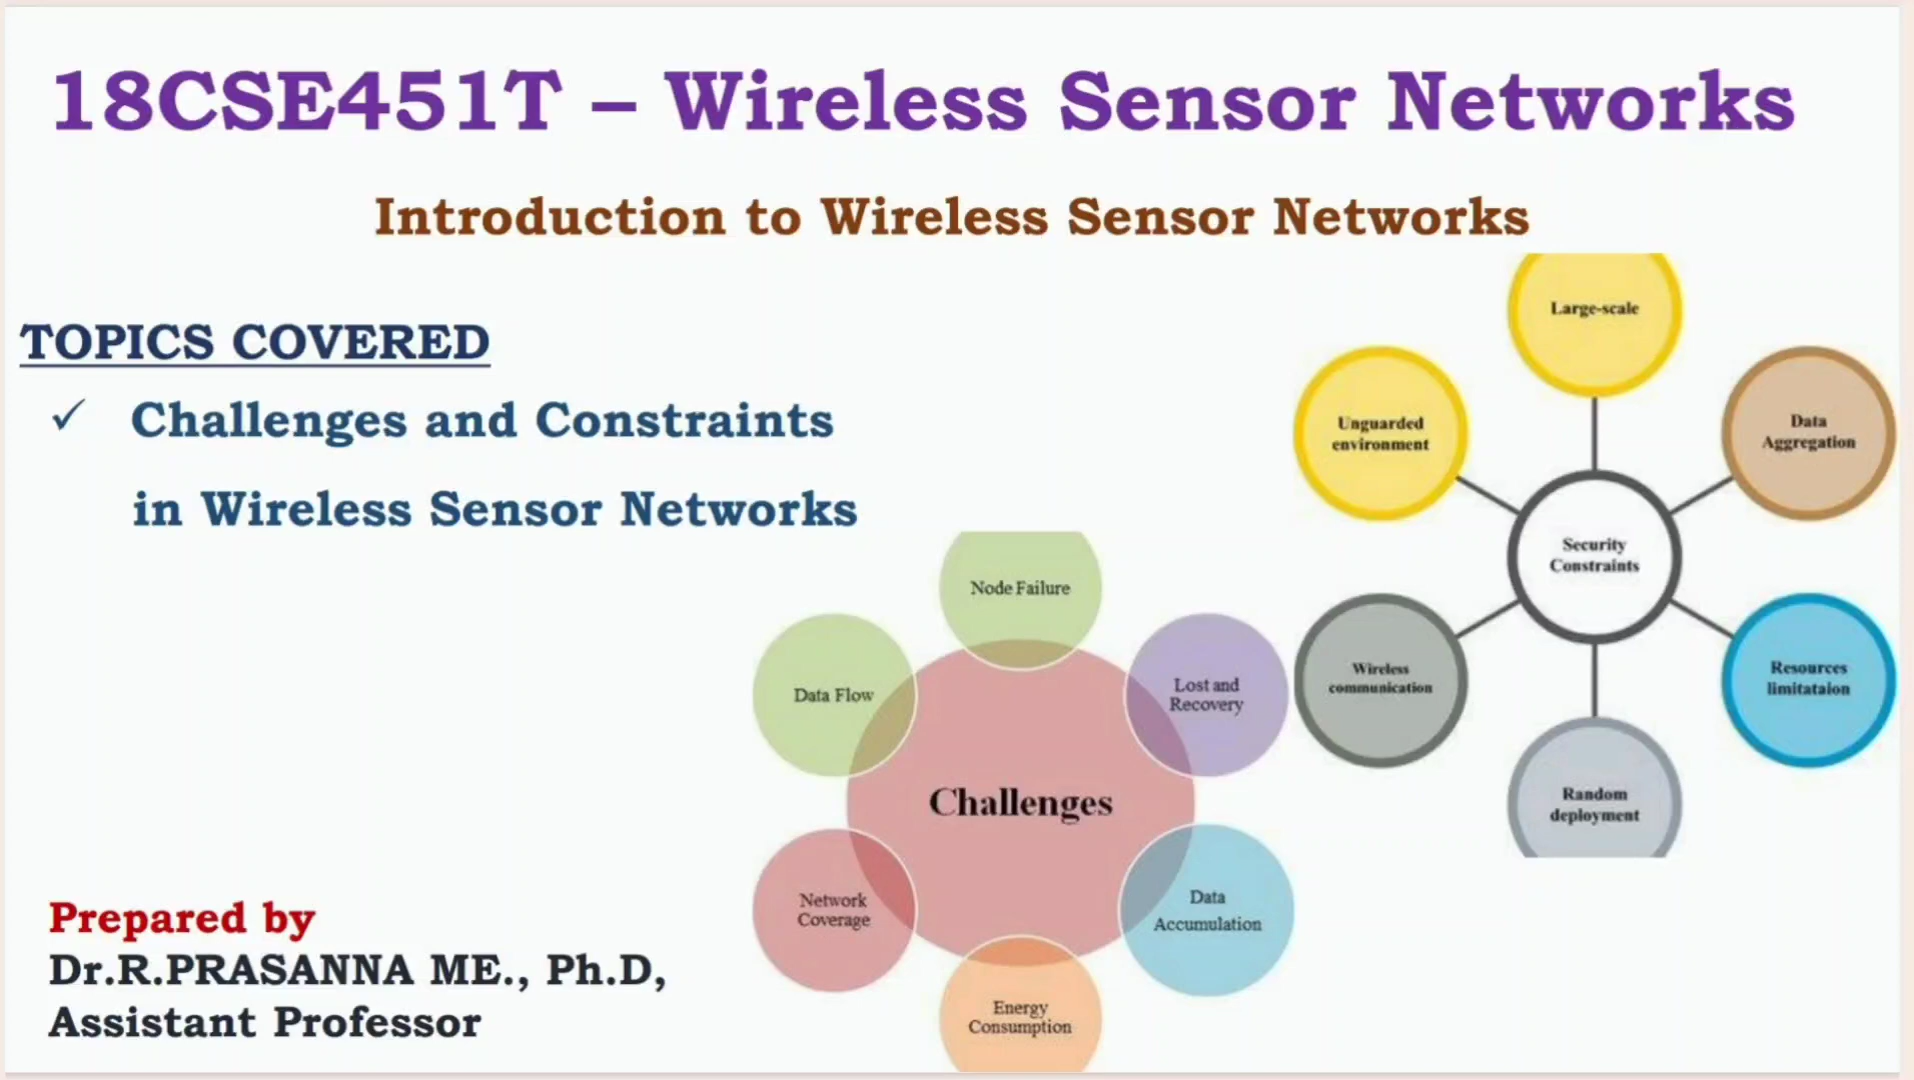 18CSE451T – Wireless Sensor Networks
Introduction to Wireless Sensor Networks
TOPICS COVERED
✓ Challenges and Constraints
in Wireless Sensor Networks
Prepared by
Dr.R.PRASANNA ME., Ph.D,
Assistant Professor
Challenges
Node Failure
Lost and
Recovery
Data
Accumulation
Energy
Consumption
Network
Coverage
Data Flow
Security
Constraints
Large-scale
Data
Aggregation
Resources
limitataion
Random
deployment
Wireless
communication
Unguarded
environment